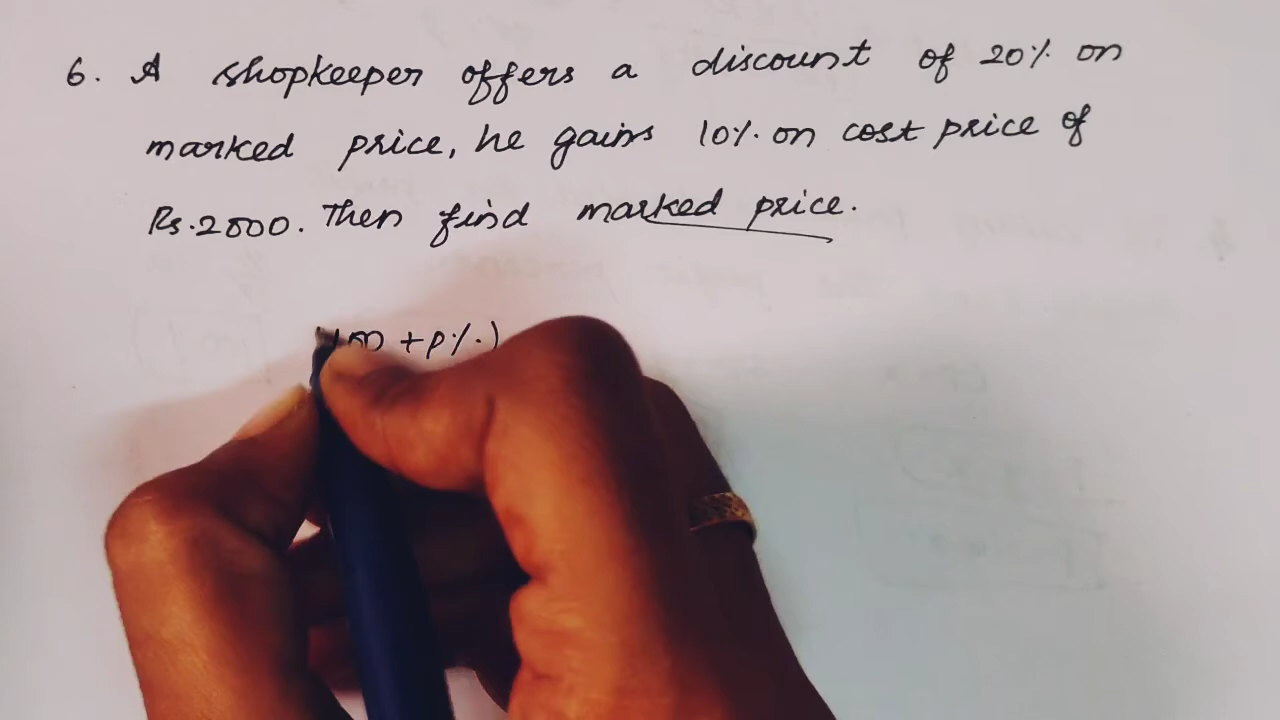 6. A shopkeeper offers a discount of 20% on
marked price, he gains 10% on cost price of
Rs.2000. Then find marked price.
100 + P%)